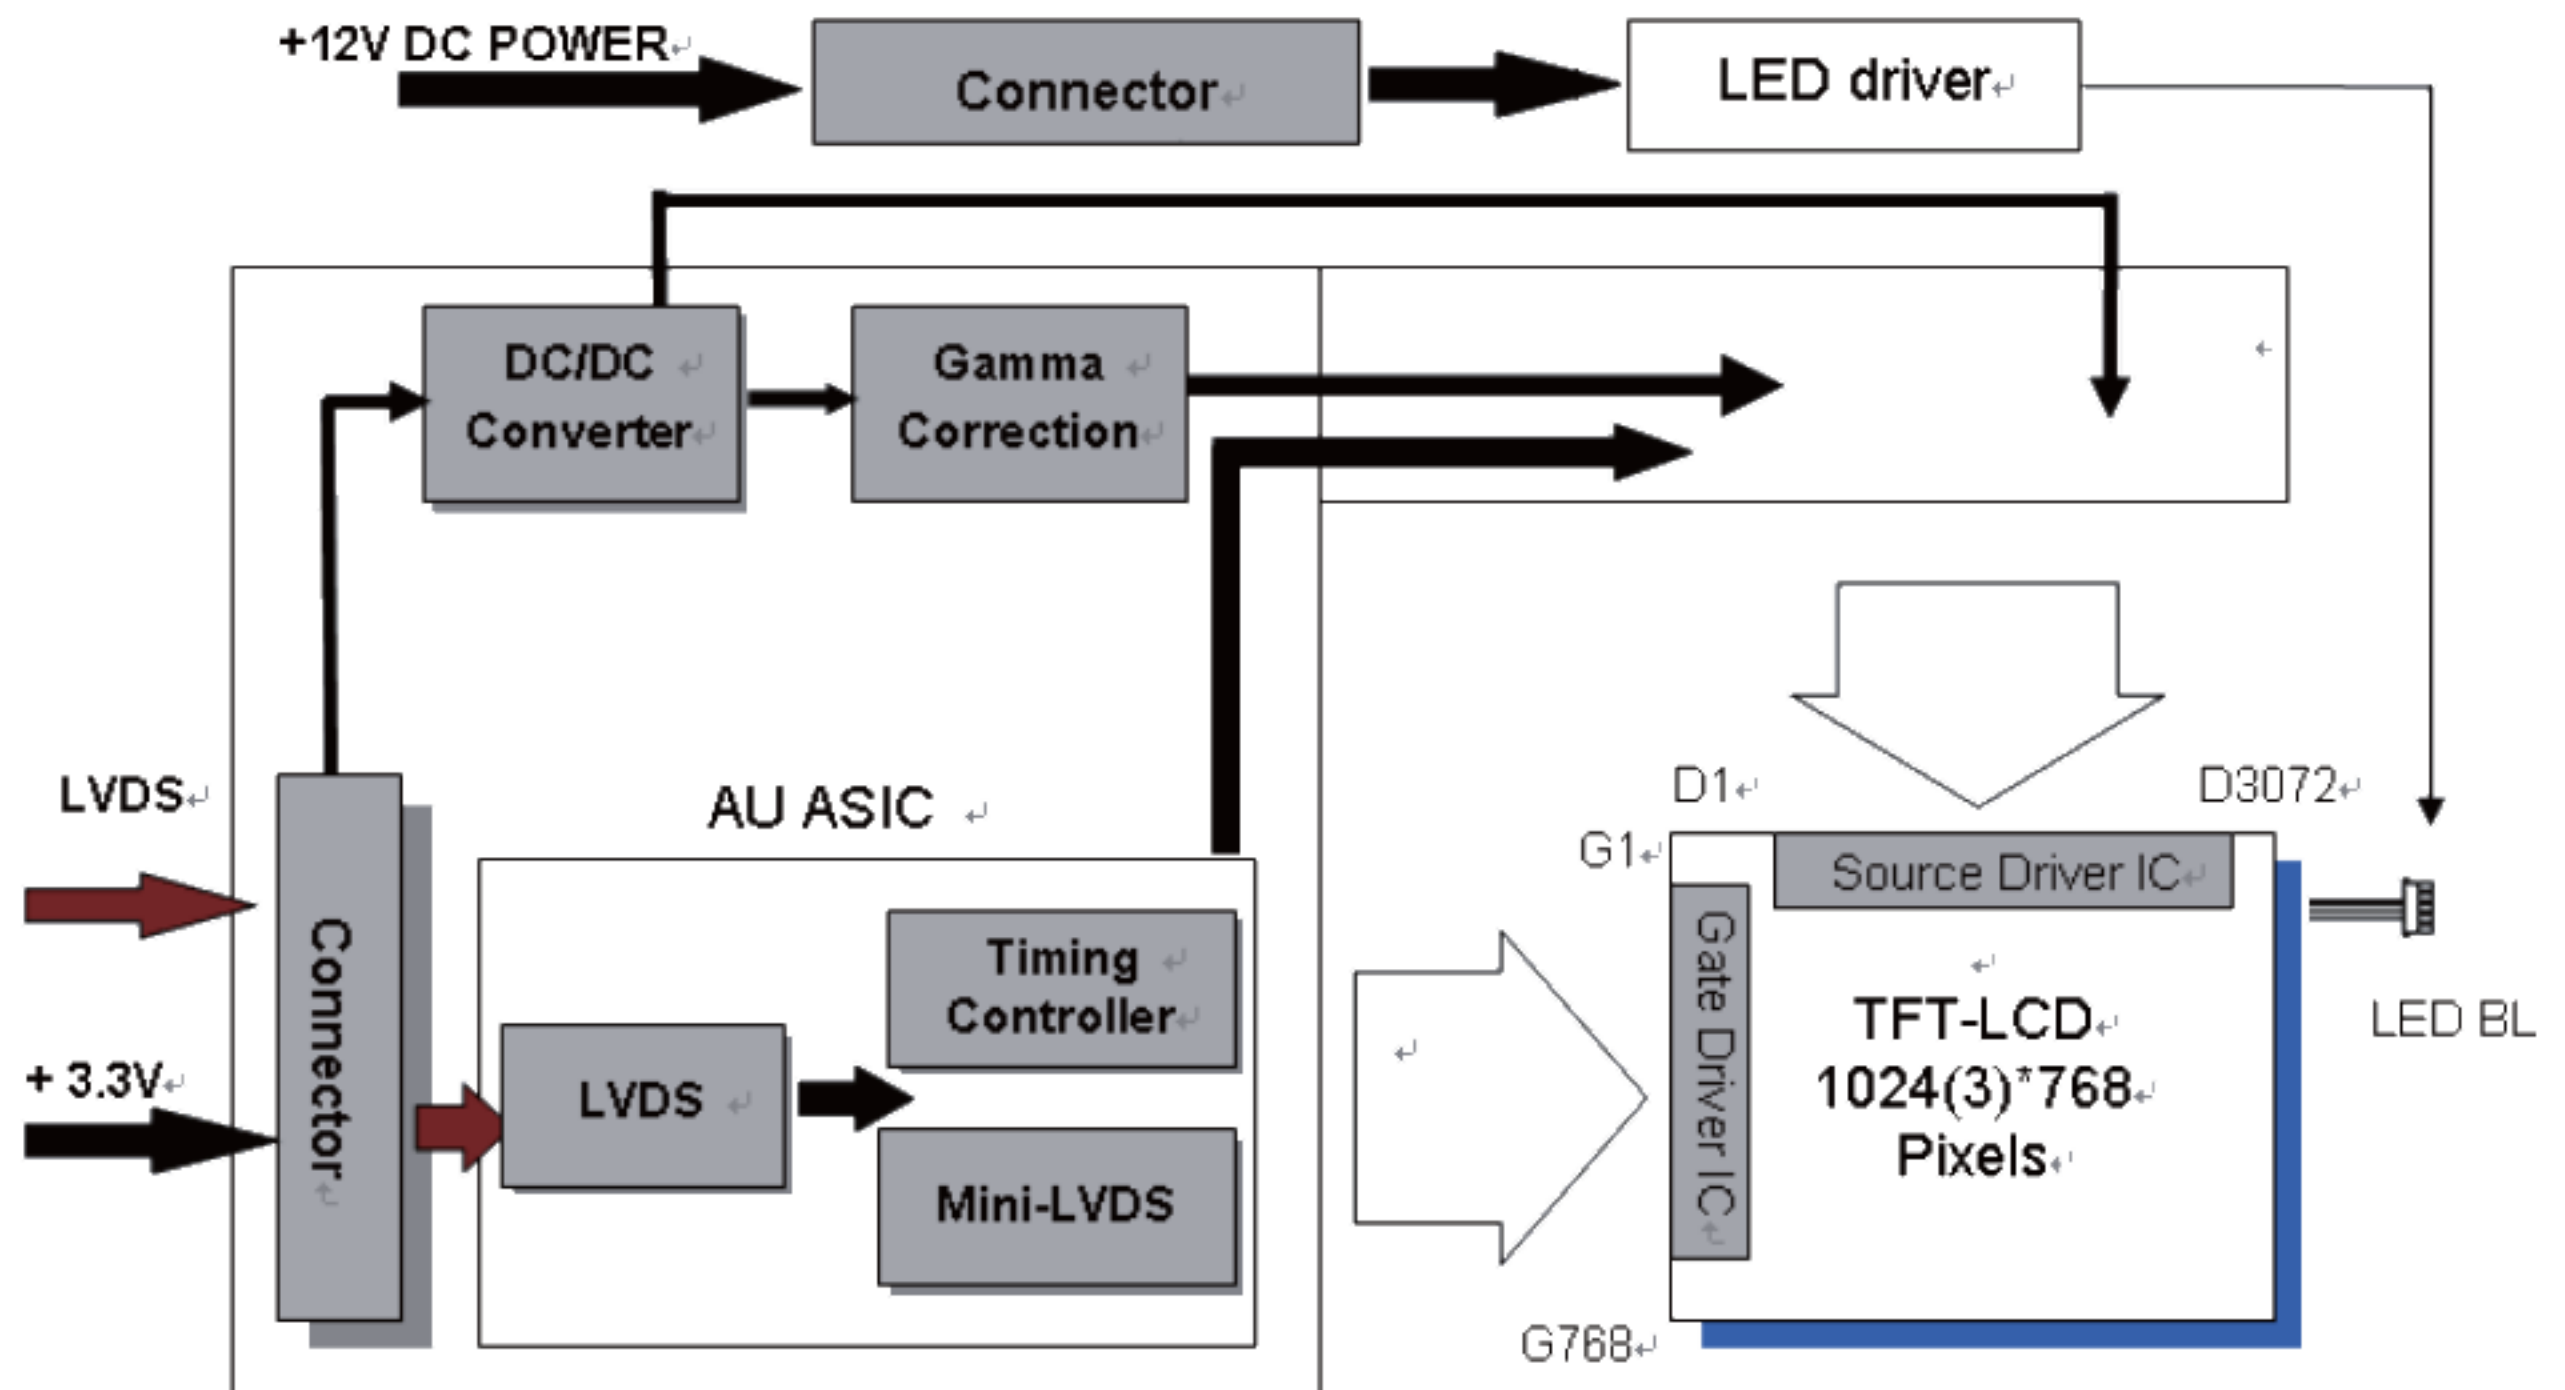 +12V DC POWER
Connector
LED driver
DC/DC
Converter
Gamma
Correction
LVDS
+ 3.3V
Connector
AU ASIC
LVDS
Timing
Controller
Mini-LVDS
D1
D3072
G1
G768
Source Driver IC
Gate Driver IC
TFT-LCD
1024(3)*768
Pixels
LED BL